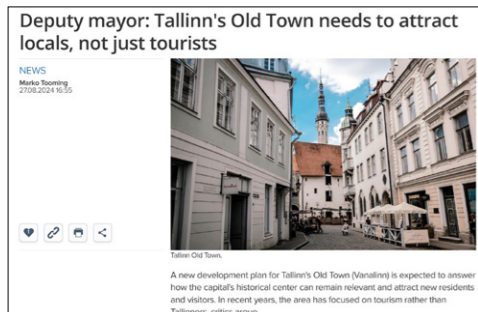 Deputy mayor: Tallinn's Old Town needs to attract
locals, not just tourists
NEWS
Marko Tooming
27.08.2024 16:55
Tallinn Old Town.
A new development plan for Tallinn's Old Town (Vanalinn) is expected to answer
how the capital's historical center can remain relevant and attract new residents
and visitors. In recent years, the area has focused on tourism rather than
Tallinners, critics argue.